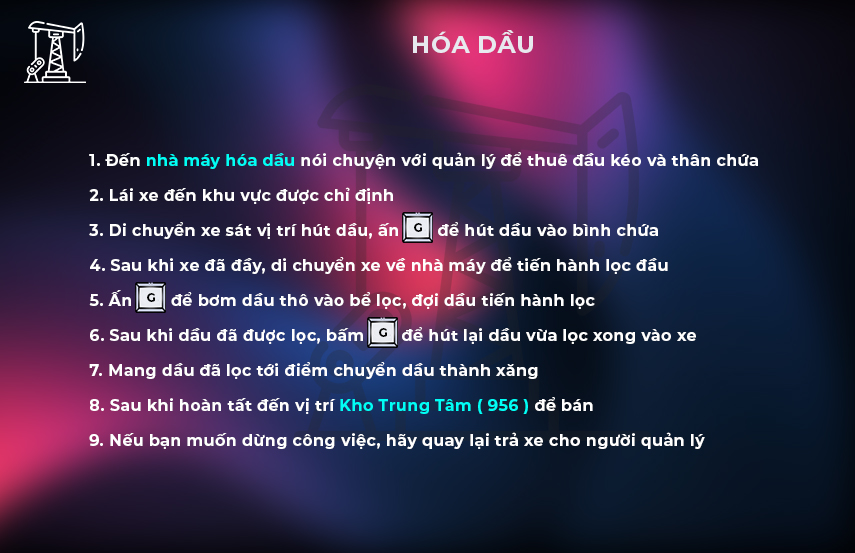 HÓA DẦU
1. Đến nhà máy hóa dầu nói chuyện với quản lý để thuê đầu kéo và thân chứa
2. Lái xe đến khu vực được chỉ định
3. Di chuyển xe sát vị trí hút dầu, ấn G để hút dầu vào bình chứa
4. Sau khi xe đã đầy, di chuyển xe về nhà máy để tiến hành lọc đầu
5. Ấn G để bơm dầu thô vào bể lọc, đợi dầu tiến hành lọc
6. Sau khi dầu đã được lọc, bấm G để hút lại dầu vừa lọc xong vào xe
7. Mang dầu đã lọc tới điểm chuyển dầu thành xăng
8. Sau khi hoàn tất đến vị trí Kho Trung Tâm ( 956 ) để bán
9. Nếu bạn muốn dừng công việc, hãy quay lại trả xe cho người quản lý